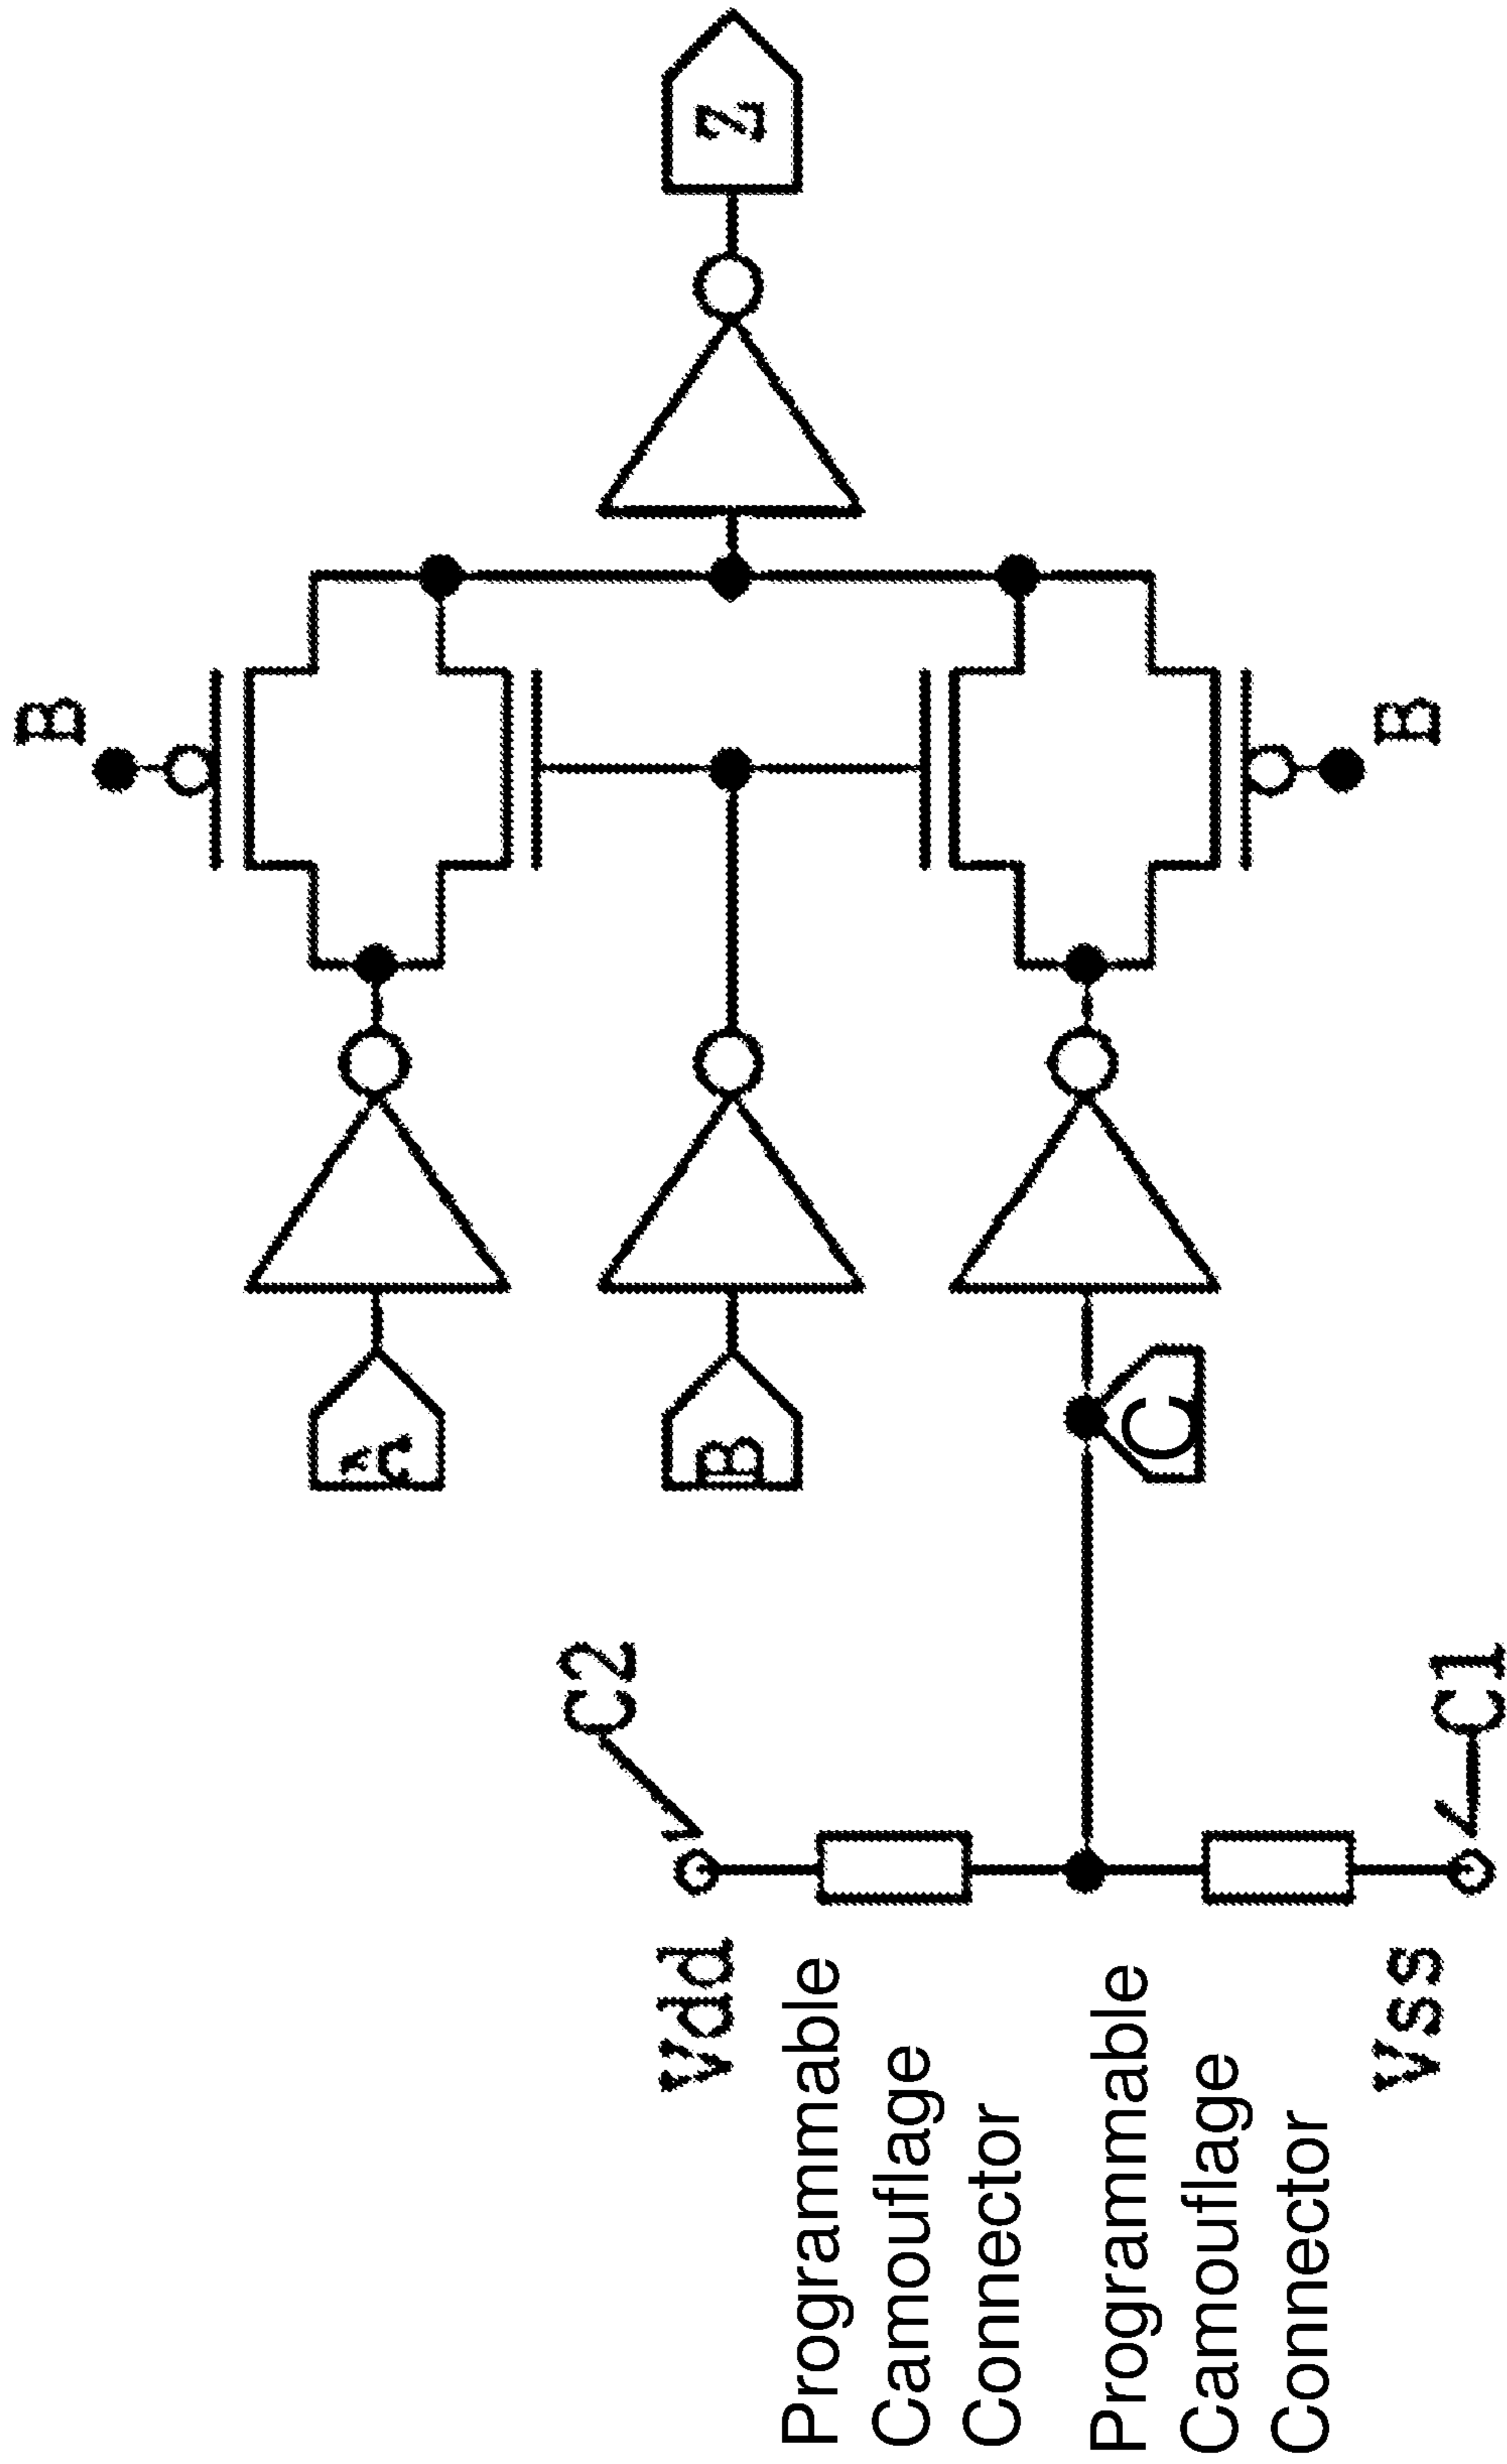 C2
Vdd
Programmable
Camouflage
Connector
Programmable
Camouflage
Connector
Vss
C1
A
B
C
B
B
Z